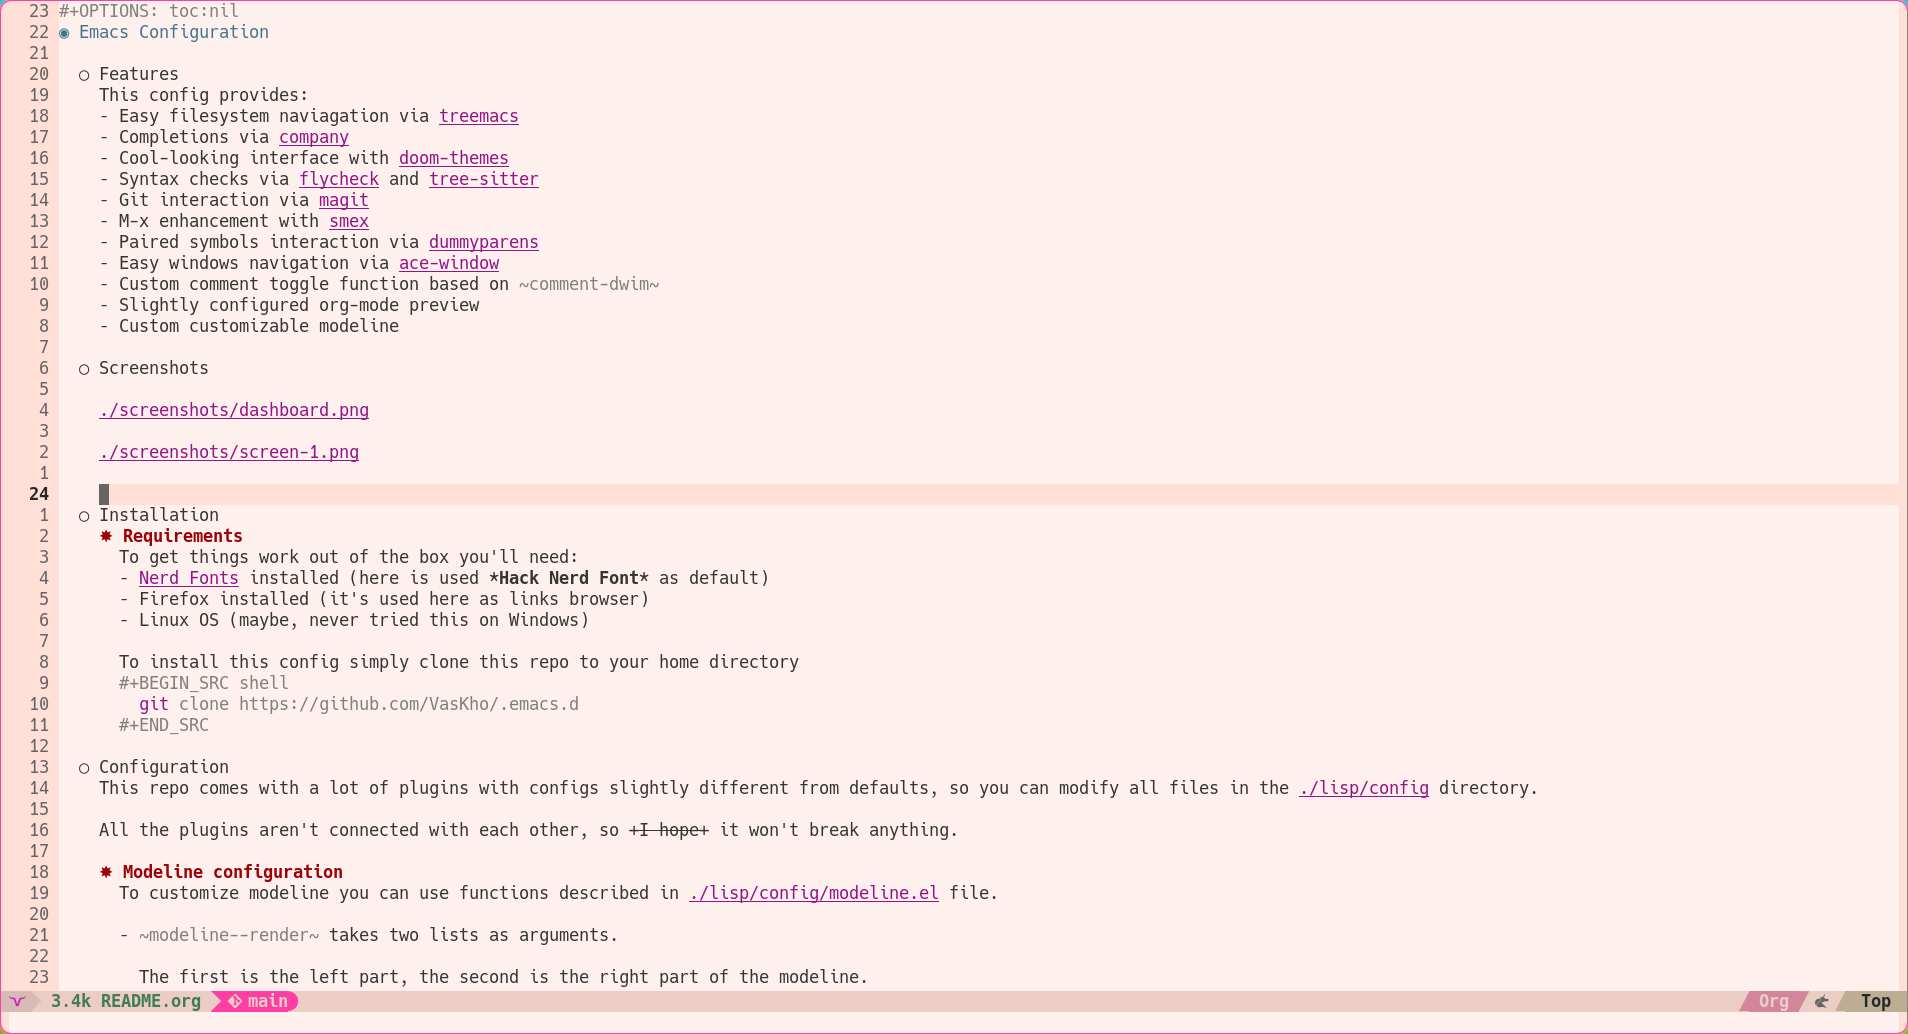 23 #+OPTIONS: toc:nil
22 ◉ Emacs Configuration
21
20 ○ Features
19 This config provides:
18 - Easy filesystem naviagation via treemacs
17 - Completions via company
16 - Cool-looking interface with doom-themes
15 - Syntax checks via flycheck and tree-sitter
14 - Git interaction via magit
13 - M-x enhancement with smex
12 - Paired symbols interaction via dummyparens
11 - Easy windows navigation via ace-window
10 - Custom comment toggle function based on ~comment-dwim~
9 - Slightly configured org-mode preview
8 - Custom customizable modeline
7
6 ○ Screenshots
5
4 ./screenshots/dashboard.png
3
2 ./screenshots/screen-1.png
1
24
1 ○ Installation
2 ✸ Requirements
3 To get things work out of the box you'll need:
4 - Nerd Fonts installed (here is used *Hack Nerd Font* as default)
5 - Firefox installed (it's used here as links browser)
6 - Linux OS (maybe, never tried this on Windows)
7
8 To install this config simply clone this repo to your home directory
9 #+BEGIN_SRC shell
10 git clone https://github.com/VasKho/.emacs.d
11 #+END_SRC
12
13 ○ Configuration
14 This repo comes with a lot of plugins with configs slightly different from defaults, so you can modify all files in the ./lisp/config directory.
15
16 All the plugins aren't connected with each other, so +I hope+ it won't break anything.
17
18 ✸ Modeline configuration
19 To customize modeline you can use functions described in ./lisp/config/modeline.el file.
20
21 - ~modeline--render~ takes two lists as arguments.
22
23 The first is the left part, the second is the right part of the modeline.
3.4k README.org main Org Top